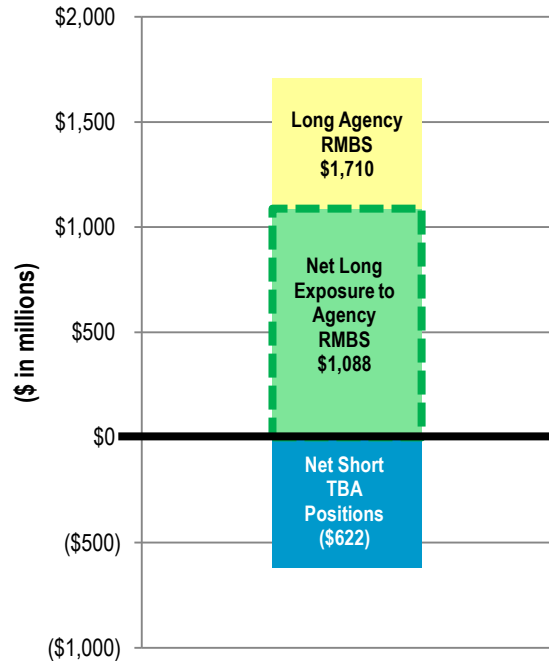 ($ in millions)
$2,000
$1,500
$1,000
$500
$0
($500)
($1,000)
Long Agency
RMBS
$1,710
Net Long
Exposure to
Agency
RMBS
$1,088
Net Short
TBA
Positions
($622)